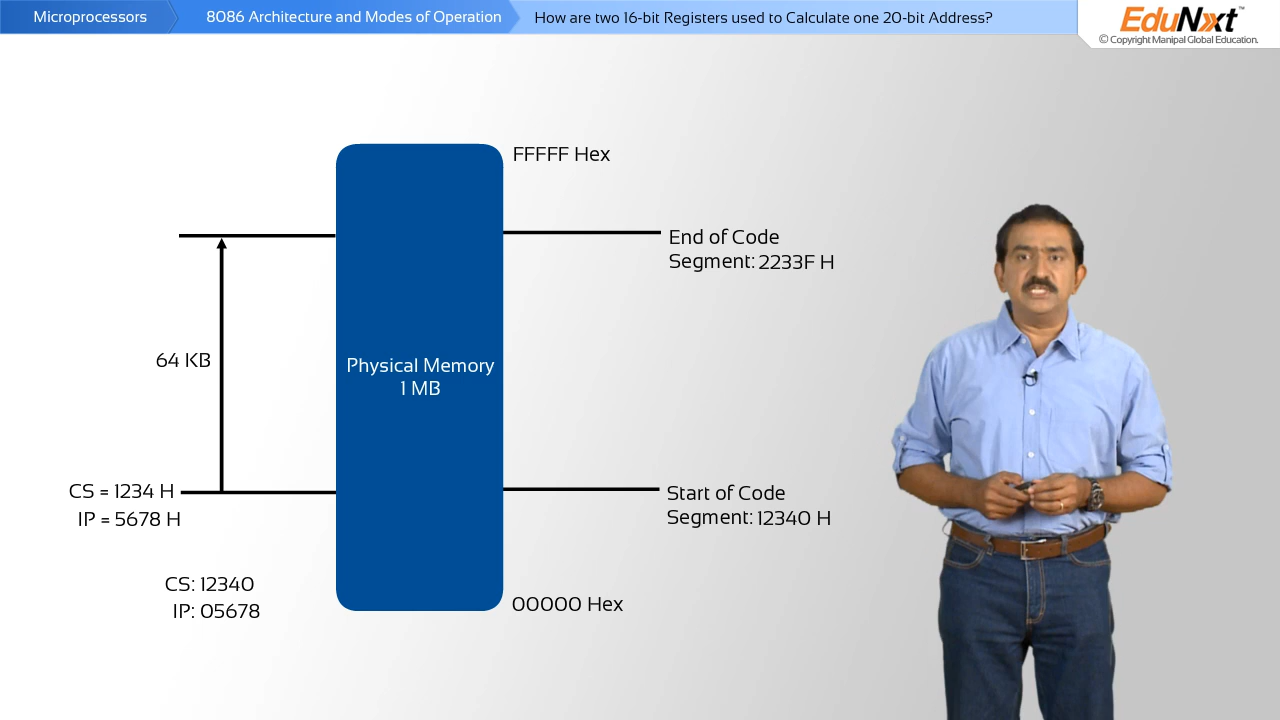 Microprocessors
8086 Architecture and Modes of Operation
How are two 16-bit Registers used to Calculate one 20-bit Address?
EduNxt™
© Copyright Manipal Global Education.
FFFFF Hex
End of Code
Segment: 2233F H
64 KB
Physical Memory
1 MB
CS = 1234 H
IP = 5678 H
Start of Code
Segment: 12340 H
CS: 12340
IP: 05678
00000 Hex